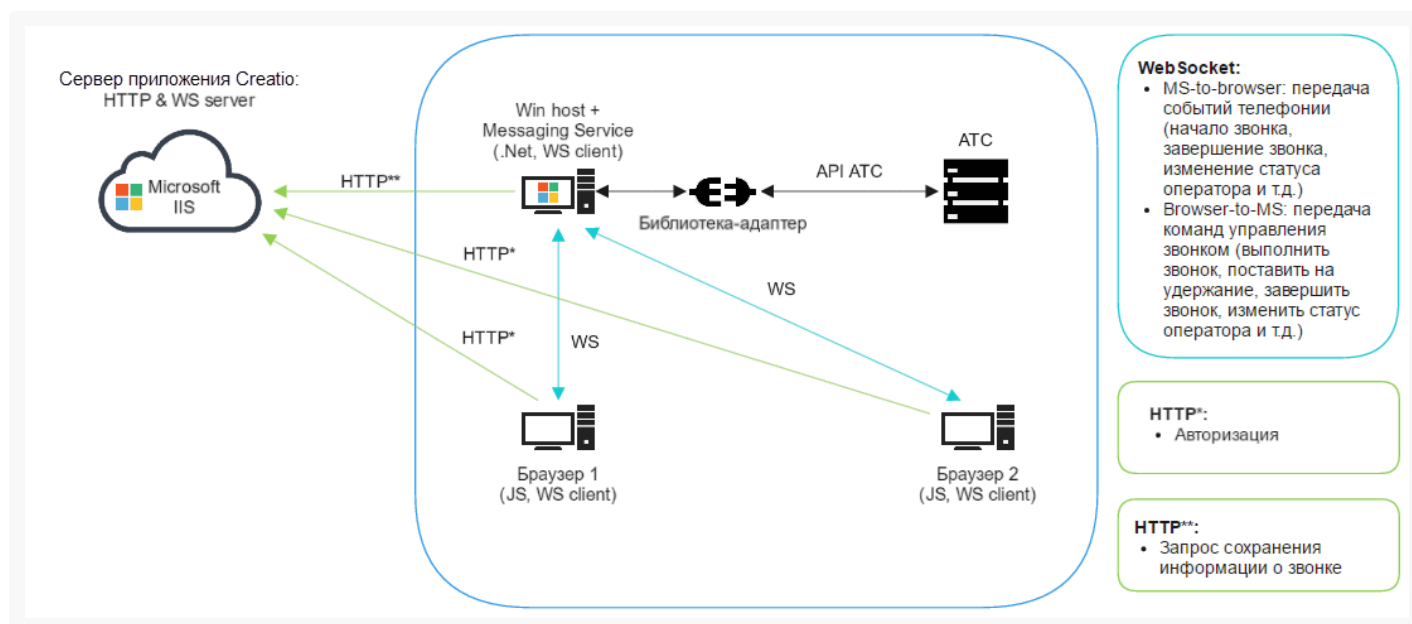 Сервер приложения Creatio:
HTTP & WS server
Microsoft
IIS
HTTP**
Win host +
Messaging Service
(.Net, WS client)
Библиотека-адаптер
API АТС
АТС
HTTP*
HTTP*
WS
WS
Браузер 1
(JS, WS client)
Браузер 2
(JS, WS client)
WebSocket:
• MS-to-browser: передача
событий телефонии
(начало звонка,
завершение звонка,
изменение статуса
оператора и т.д.)
• Browser-to-MS: передача
команд управления
звонком (выполнить
звонок, поставить на
удержание, завершить
звонок, изменить статус
оператора и т.д.)
HTTP*:
• Авторизация
HTTP**:
• Запрос сохранения
информации о звонке